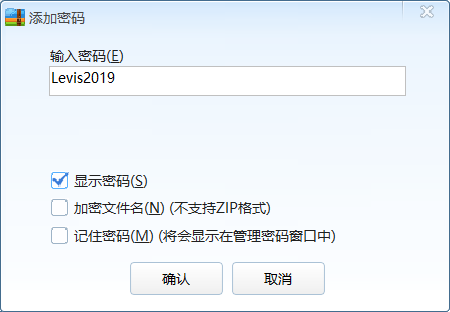 添加密码
输入密码(E)
Levis2019
显示密码(S)
加密文件名(N) (不支持ZIP格式)
记住密码(M) (将会显示在管理密码窗口中)
确认 取消